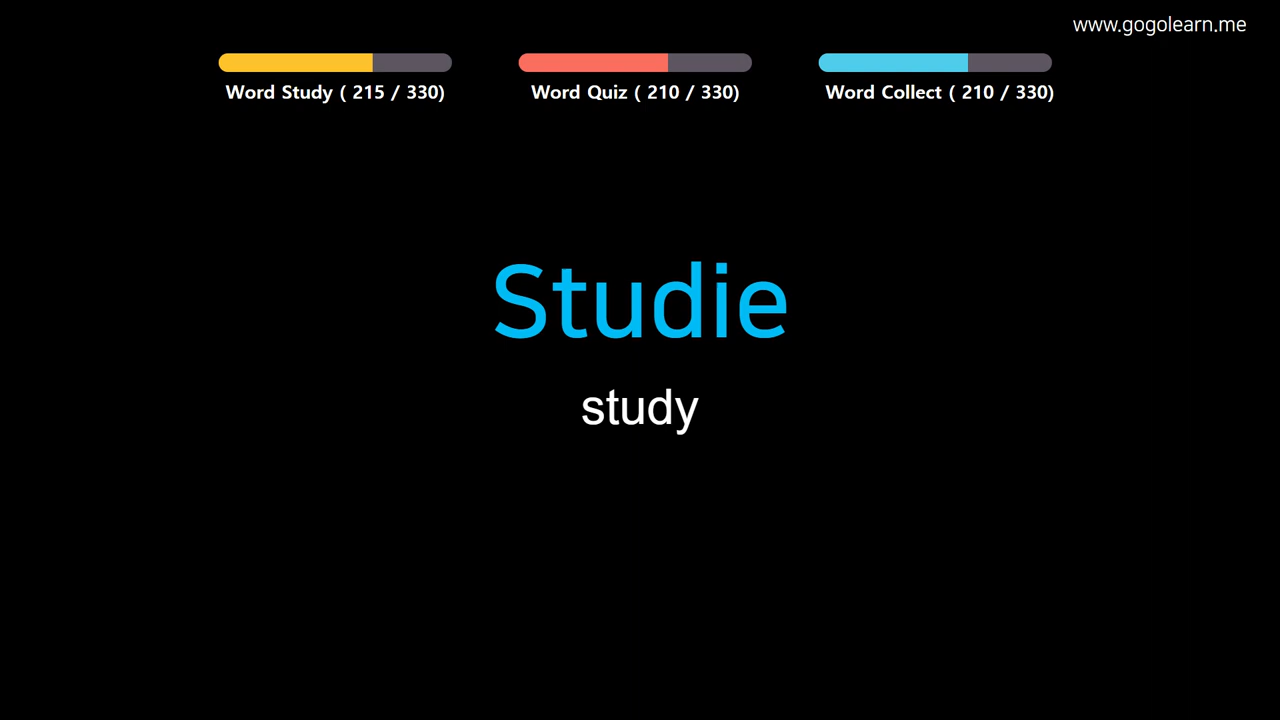 www.gogolearn.me
Word Study ( 215 / 330)
Word Quiz ( 210 / 330)
Word Collect ( 210 / 330)
Studie
study